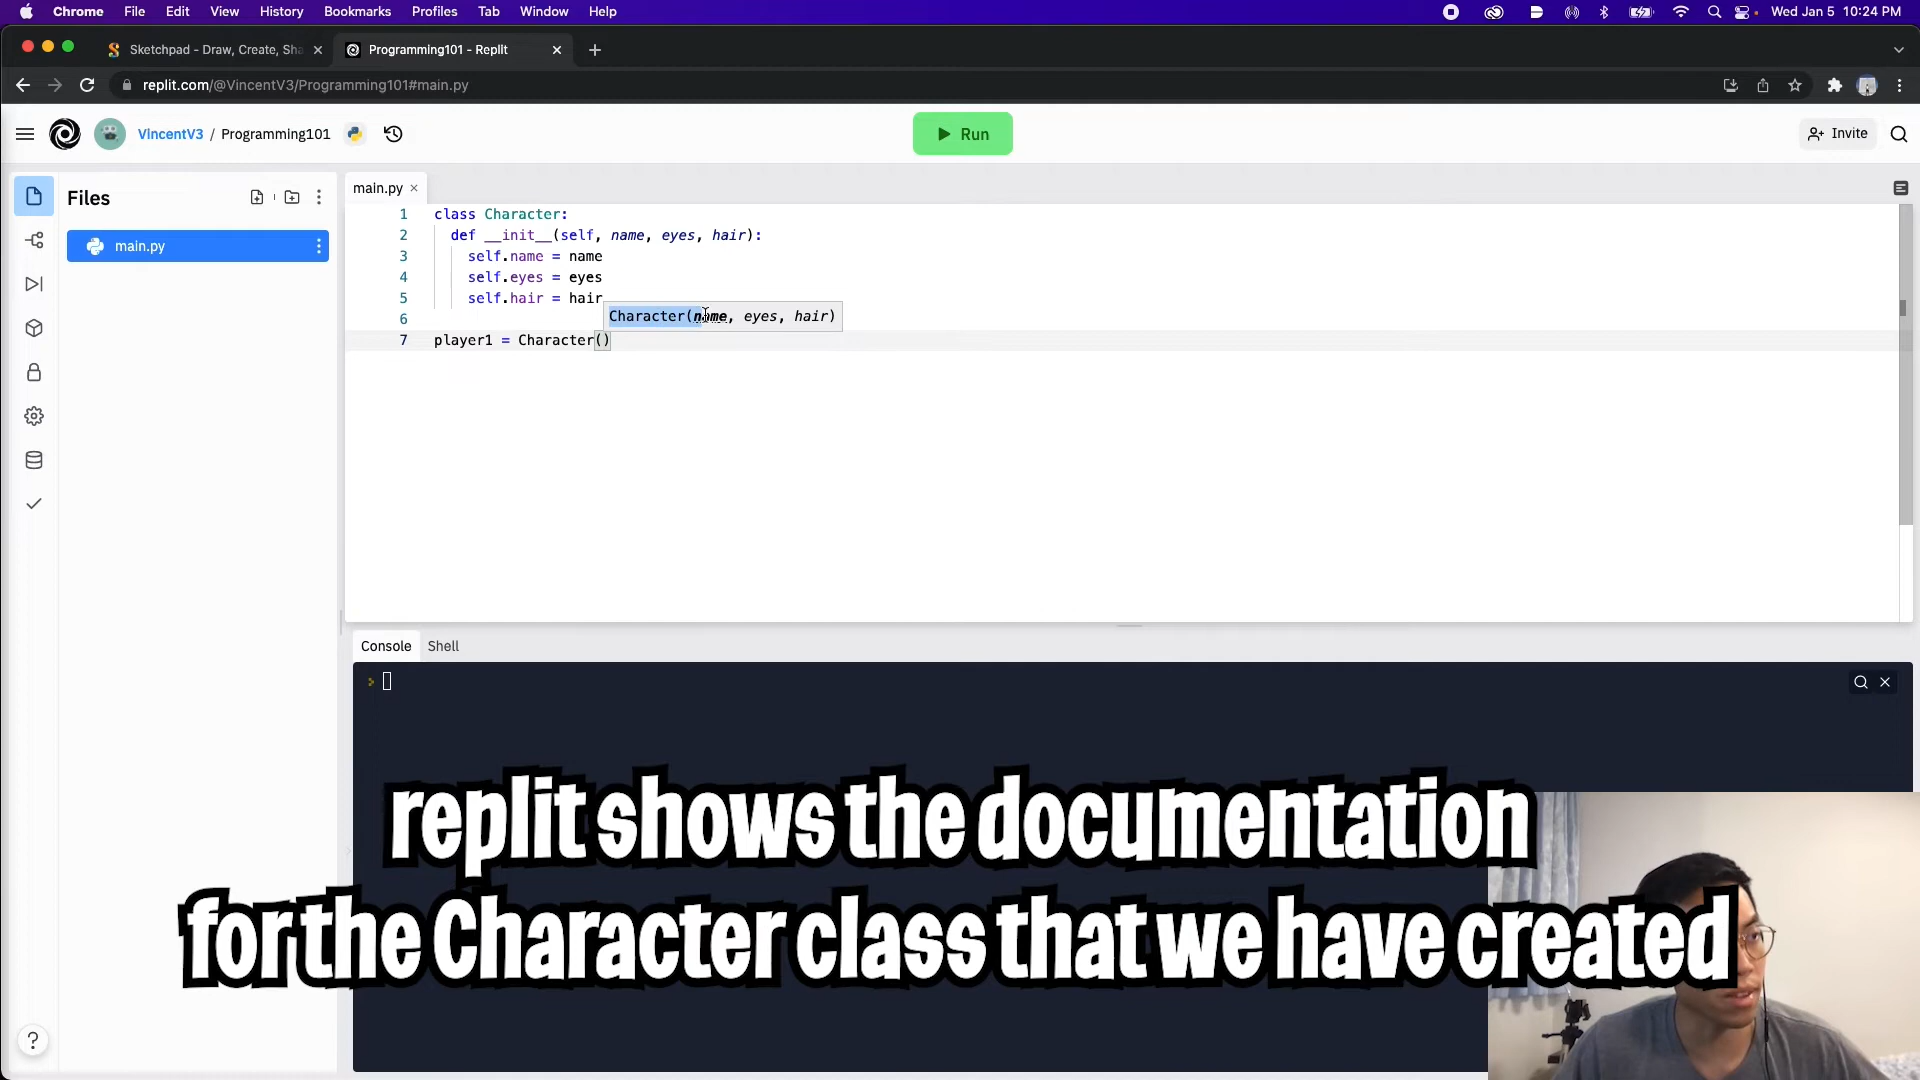 Chrome File Edit View History Bookmarks Profiles Tab Window Help Wed Jan 5 10:24 PM
Sketchpad - Draw, Create, Sha Programming101 - Replit
replit.com/@VincentV3/Programming101#main.py
VincentV3 / Programming101 Run Invite
Files main.py
main.py
1 class Character:
2 def __init__(self, name, eyes, hair):
3 self.name = name
4 self.eyes = eyes
5 self.hair = hair
6 Character(name, eyes, hair)
7 player1 = Character()
Console Shell
replit shows the documentation
for the Character class that we have created
?